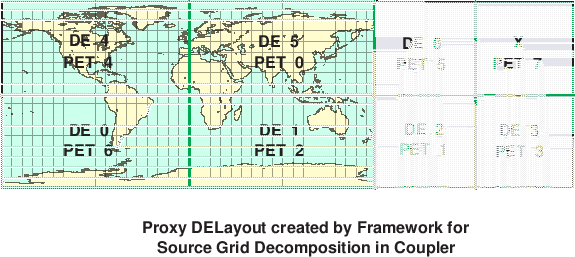 DE 4 DE 5 DE 6 X
PET 4 PET 0 PET 5 PET 7
DE 0 DE 1 DE 2 DE 3
PET 6 PET 2 PET 1 PET 3
Proxy DELayout created by Framework for
Source Grid Decomposition in Coupler